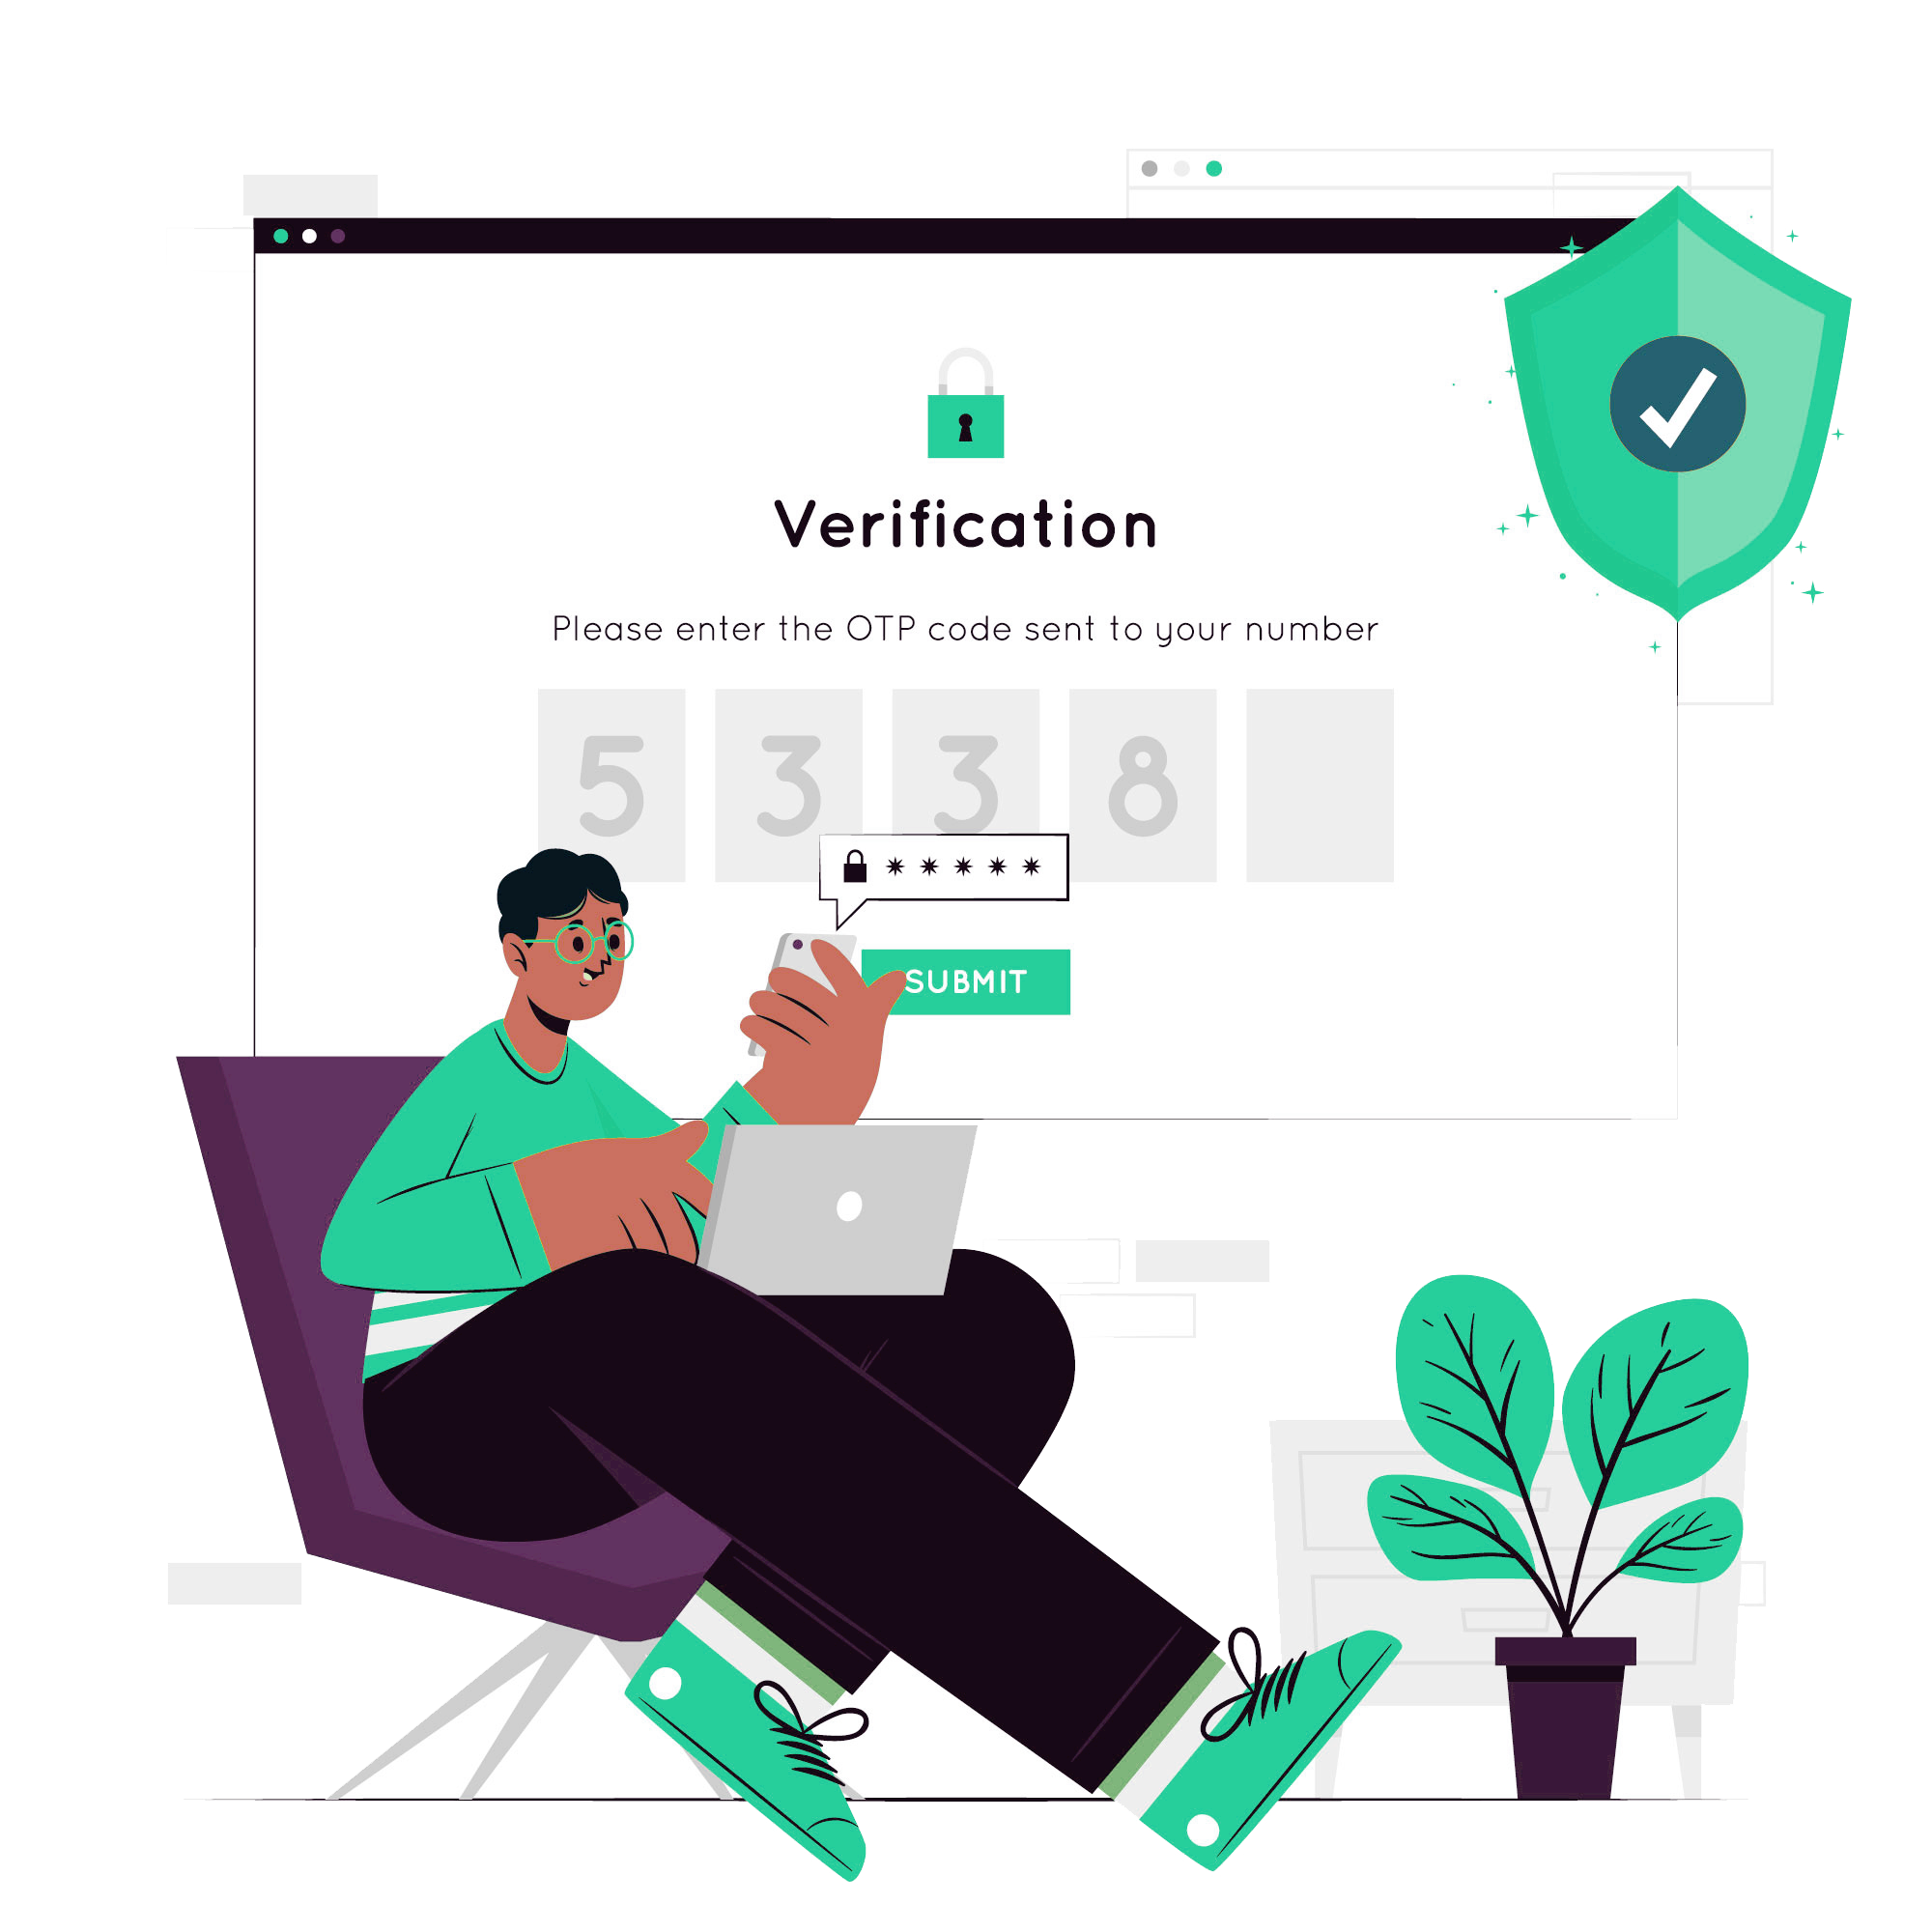 Verification
Please enter the OTP code sent to your number
5 3 3 8
* * * * *
SUBMIT